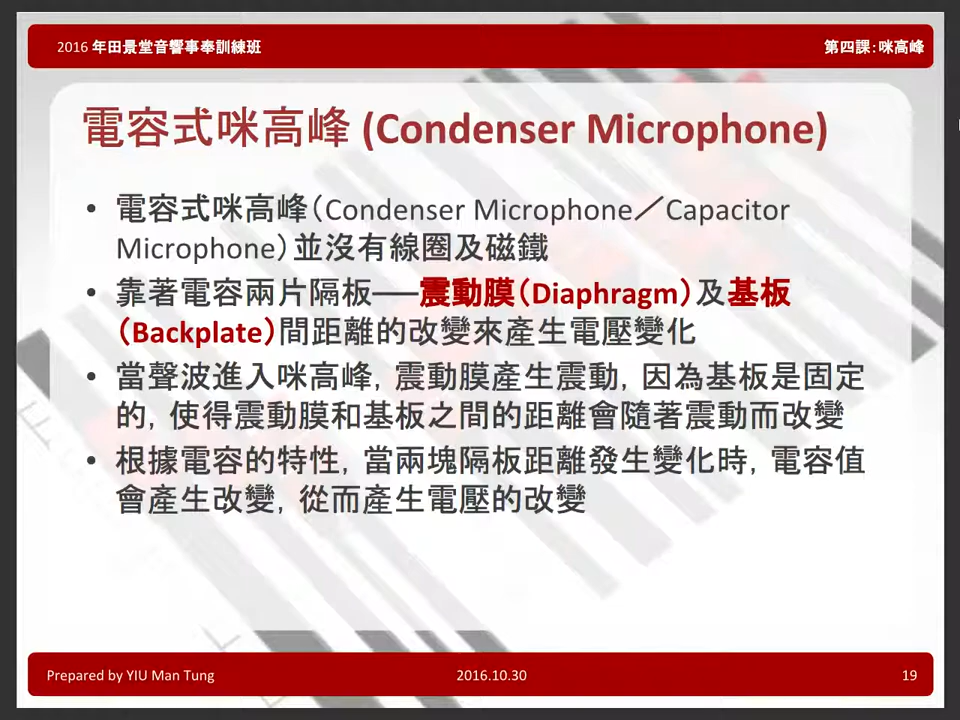 2016 年田景堂音響事奉訓練班
第四課：咪高峰
電容式咪高峰 (Condenser Microphone)
• 電容式咪高峰（Condenser Microphone／Capacitor
Microphone）並沒有線圈及磁鐵
• 靠著電容兩片隔板──震動膜（Diaphragm）及基板
（Backplate）間距離的改變來產生電壓變化
• 當聲波進入咪高峰，震動膜產生震動，因為基板是固定
的，使得震動膜和基板之間的距離會隨著震動而改變
• 根據電容的特性，當兩塊隔板距離發生變化時，電容值
會產生改變，從而產生電壓的改變
Prepared by YIU Man Tung
2016.10.30
19